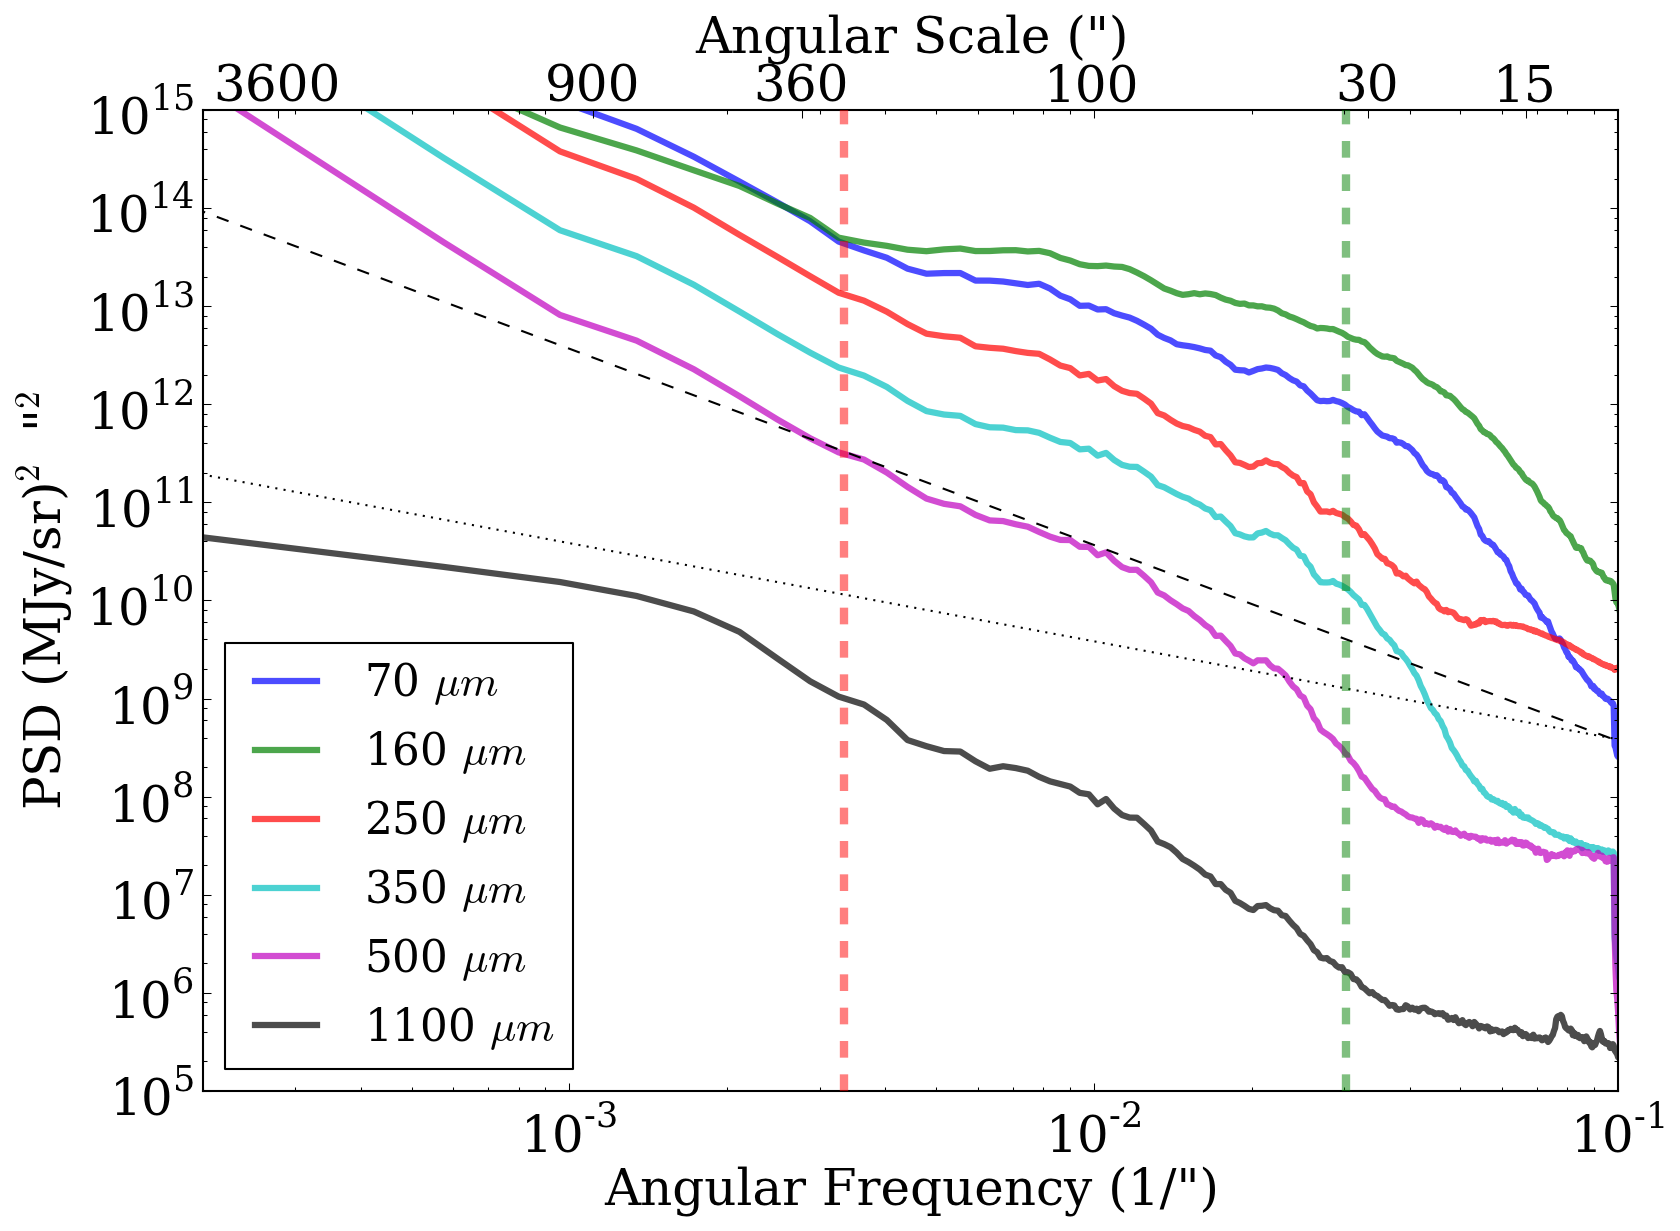 Angular Scale (")
3600 900 360 100 30 15
10^15
10^14
10^13
10^12
10^11
10^10
10^9
10^8
10^7
10^6
10^5
PSD (MJy/sr)^2 "^2
70 μm
160 μm
250 μm
350 μm
500 μm
1100 μm
10^-3 10^-2 10^-1
Angular Frequency (1/")